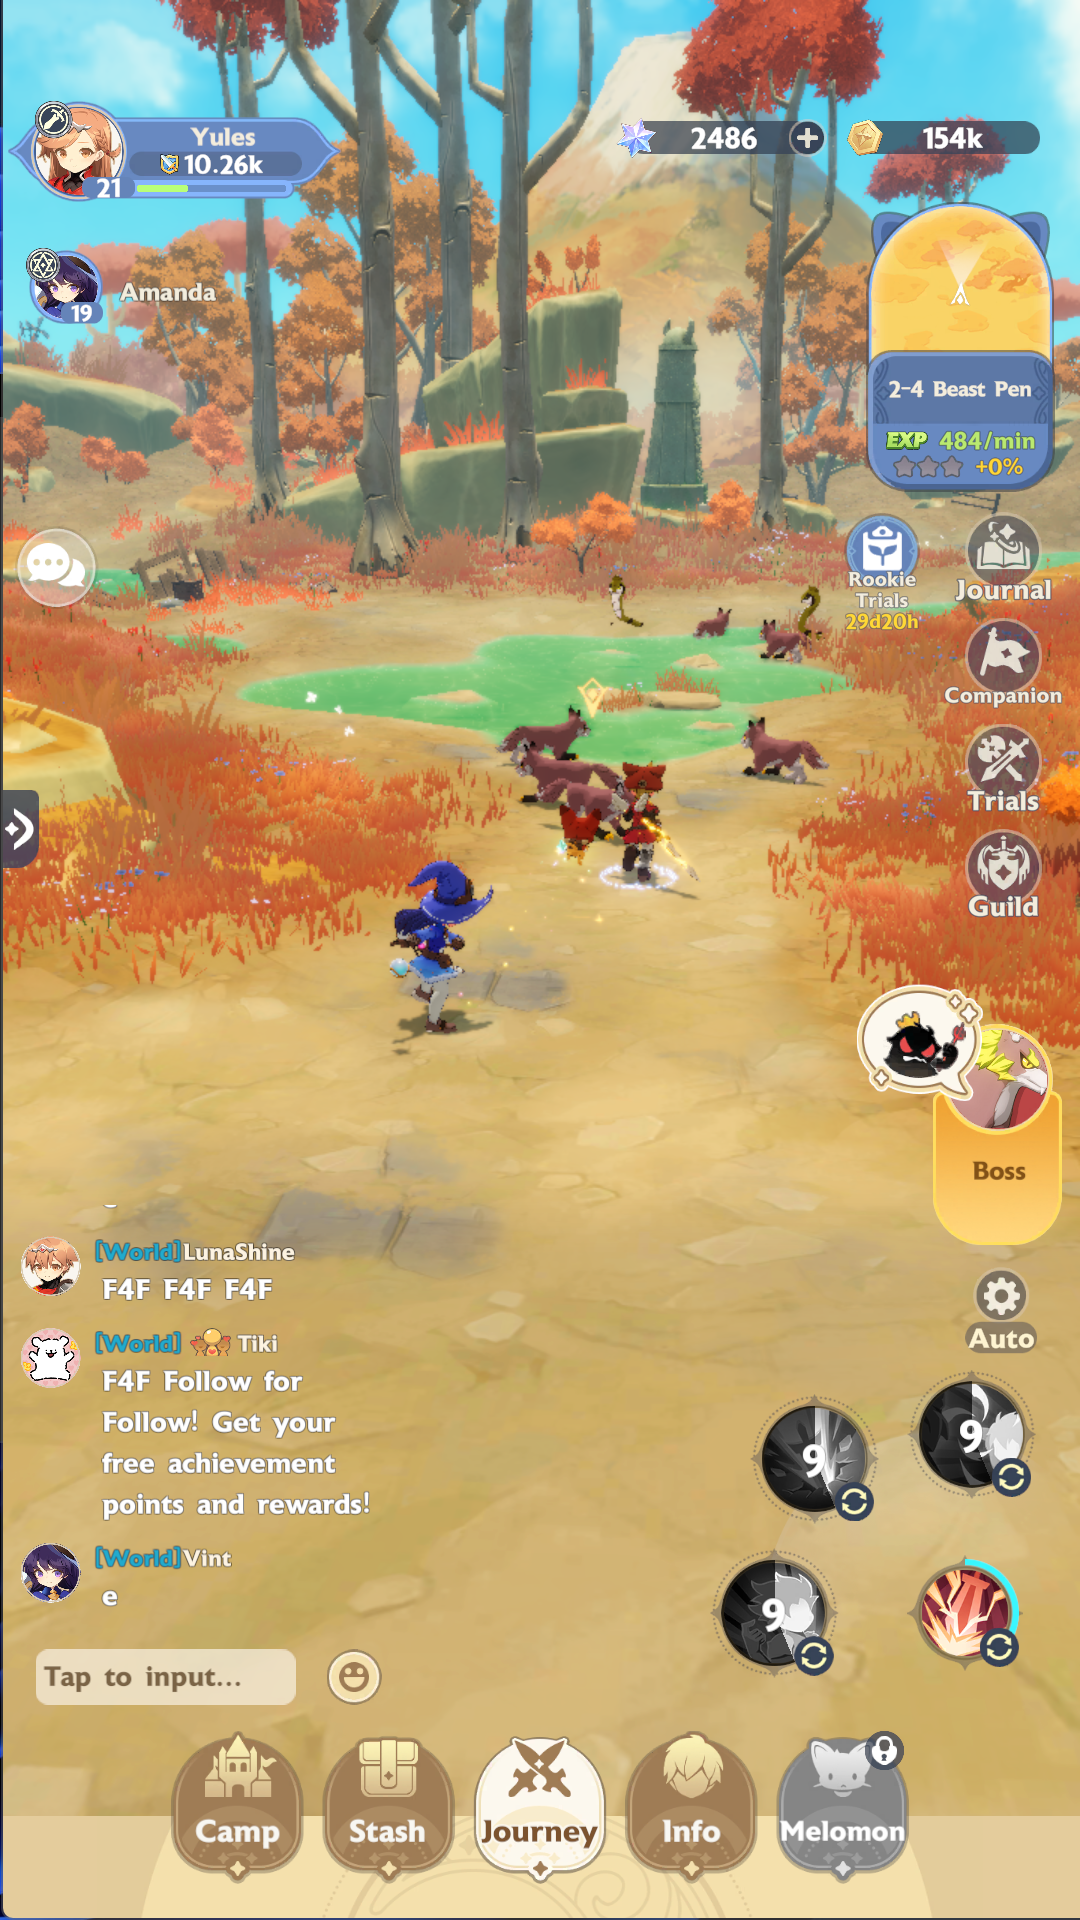 Yules
10.26k
21
2486
154k
Amanda
19
2-4 Beast Pen
EXP 484/min
+0%
Rookie
Trials
29d20h
Journal
Companion
Trials
Guild
Boss
[World]LunaShine
F4F F4F F4F
[World] Tiki
F4F Follow for
Follow! Get your
free achievement
points and rewards!
[World]Vint
e
Auto
9
9
9
Tap to input...
Camp
Stash
Journey
Info
Melomon